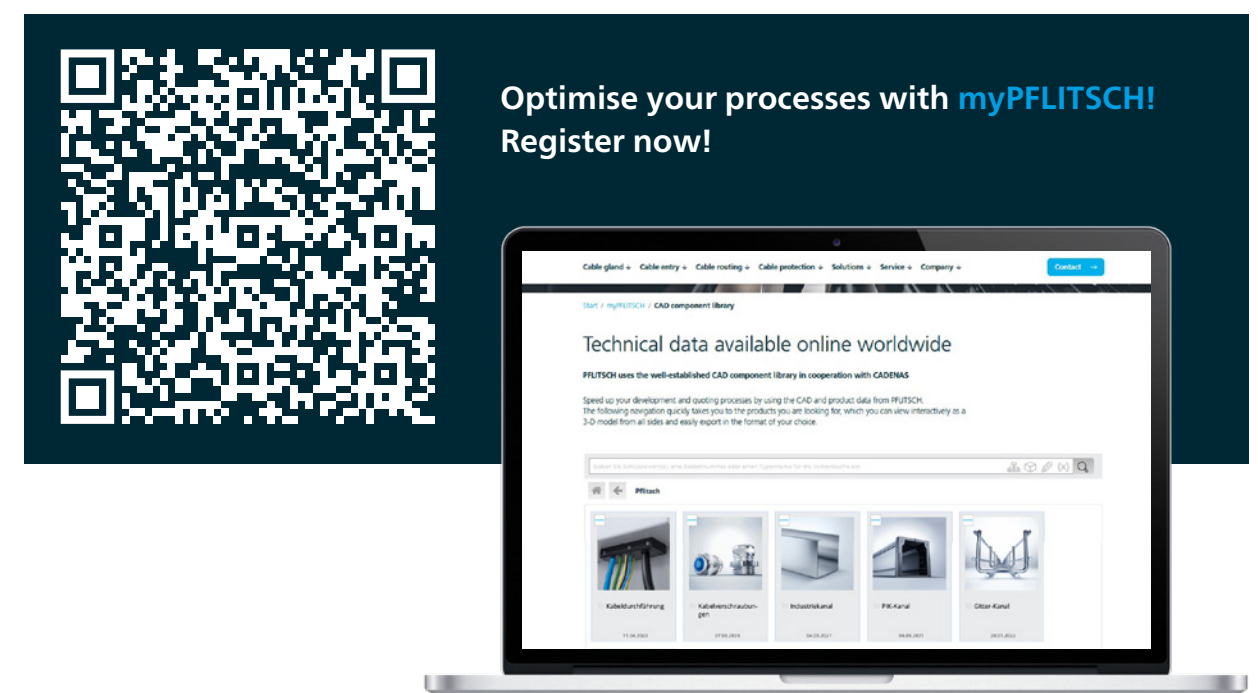 Optimise your processes with myPFLITSCH!
Register now!
Cable gland Cable entry Cable routing Cable protection Solutions Service Company
Contact →
Start / myPFLITSCH / CAD component library
Technical data available online worldwide
PFLITSCH uses the well-established CAD component library in cooperation with CADENAS
Speed up your development and quoting processes by using the CAD and product data from PFLITSCH.
The following navigation quickly takes you to the products you are looking for, which you can view interactively as a
3-D model from all sides and easily export in the format of your choice.
Pflitsch
Kabeldurchführung Kabelverschraubun- Industriekanal PIK-Kanal Gitter-Kanal
gen